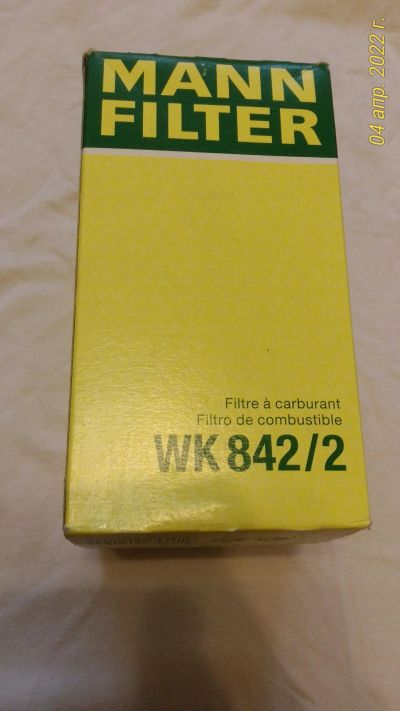 MANN
FILTER
Filtre à carburant
Filtro de combustible
WK 842/2
04 апр. 2022 г.